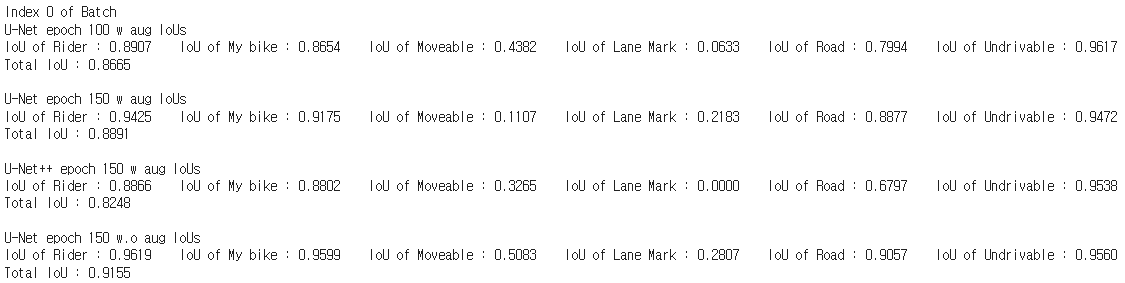 Index 0 of Batch
U-Net epoch 100 w aug IoUs
IoU of Rider : 0.8907 IoU of My bike : 0.8654 IoU of Moveable : 0.4382 IoU of Lane Mark : 0.0633 IoU of Road : 0.7994 IoU of Undrivable : 0.9617
Total IoU : 0.8665
U-Net epoch 150 w aug IoUs
IoU of Rider : 0.9425 IoU of My bike : 0.9175 IoU of Moveable : 0.1107 IoU of Lane Mark : 0.2183 IoU of Road : 0.8877 IoU of Undrivable : 0.9472
Total IoU : 0.8891
U-Net++ epoch 150 w aug IoUs
IoU of Rider : 0.8866 IoU of My bike : 0.8802 IoU of Moveable : 0.3265 IoU of Lane Mark : 0.0000 IoU of Road : 0.6797 IoU of Undrivable : 0.9538
Total IoU : 0.8248
U-Net epoch 150 w.o aug IoUs
IoU of Rider : 0.9619 IoU of My bike : 0.9599 IoU of Moveable : 0.5083 IoU of Lane Mark : 0.2807 IoU of Road : 0.9057 IoU of Undrivable : 0.9560
Total IoU : 0.9155